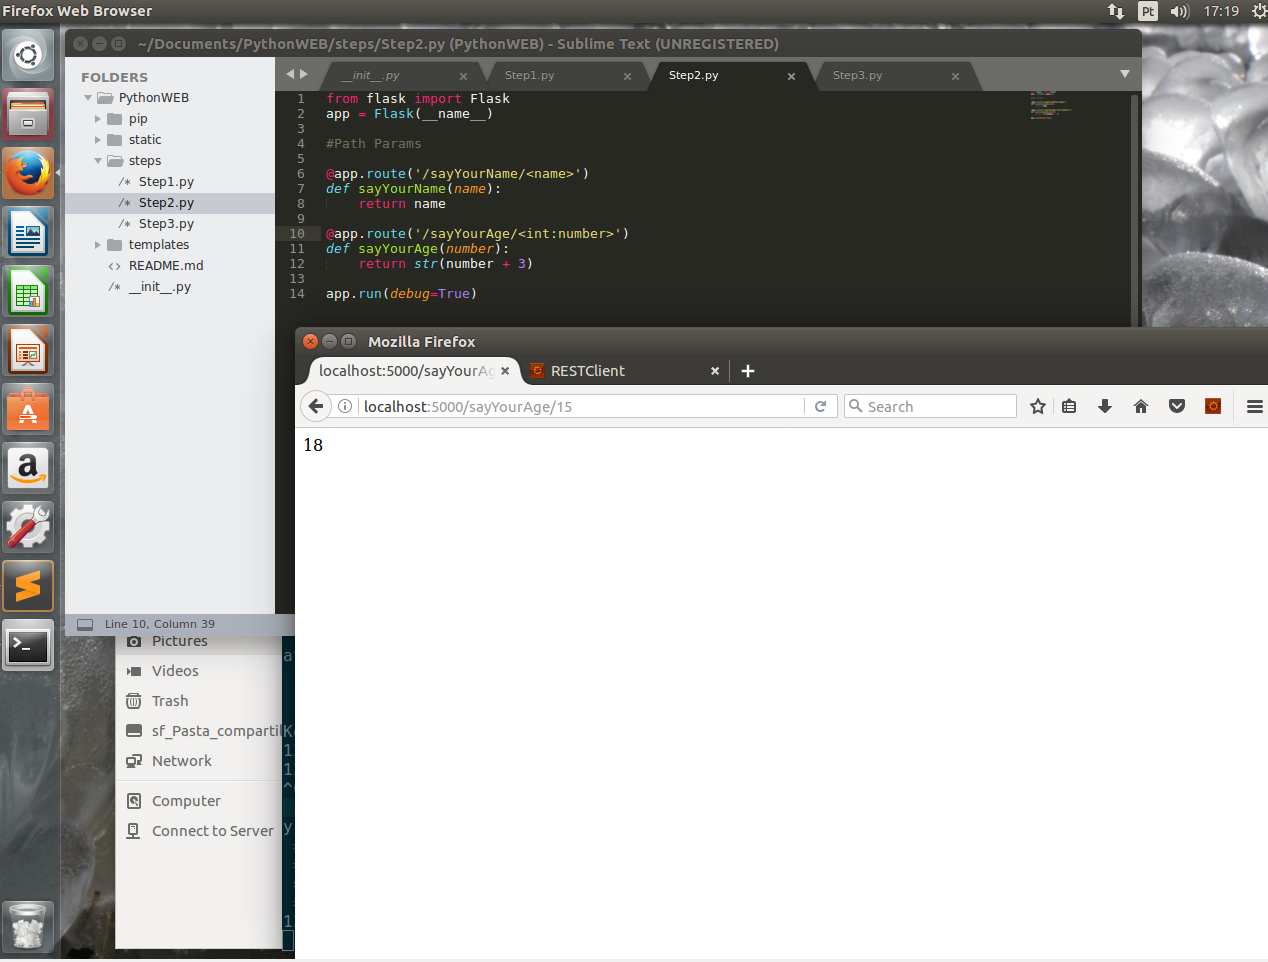 Firefox Web Browser
Pt
17:19
~/Documents/PythonWEB/steps/Step2.py (PythonWEB) - Sublime Text (UNREGISTERED)
FOLDERS
PythonWEB
pip
static
steps
/* Step1.py
/* Step2.py
/* Step3.py
templates
<> README.md
/* __init__.py
__init__.py
Step1.py
Step2.py
Step3.py
1 from flask import Flask
2 app = Flask(__name__)
3
4 #Path Params
5
6 @app.route('/sayYourName/<name>')
7 def sayYourName(name):
8 return name
9
10 @app.route('/sayYourAge/<int:number>')
11 def sayYourAge(number):
12 return str(number + 3)
13
14 app.run(debug=True)
Line 10, Column 39
Mozilla Firefox
localhost:5000/sayYourAg
RESTClient
localhost:5000/sayYourAge/15
Search
18
Pictures
Videos
Trash
sf_Pasta_compartil
Network
Computer
Connect to Server